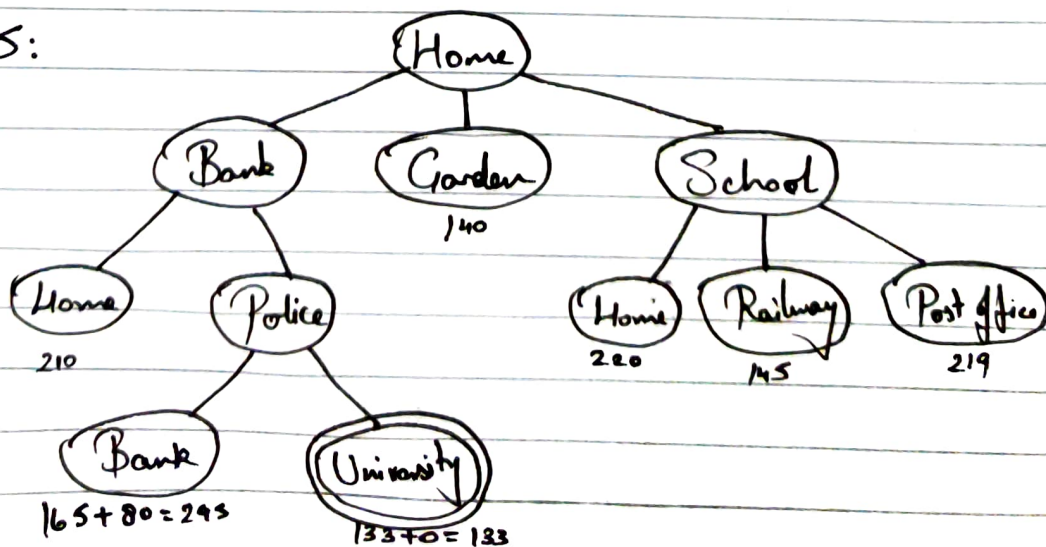 5:
Home
Bank Garden School
140
Home Police Home Railway Post office
210 220 145 219
Bank University
165+80=245 133+0=133